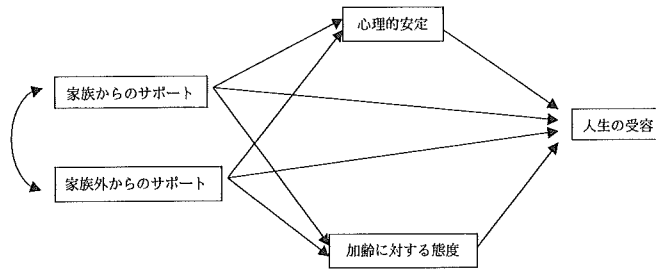 心理的安定
家族からのサポート
人生の受容
家族外からのサポート
加齢に対する態度